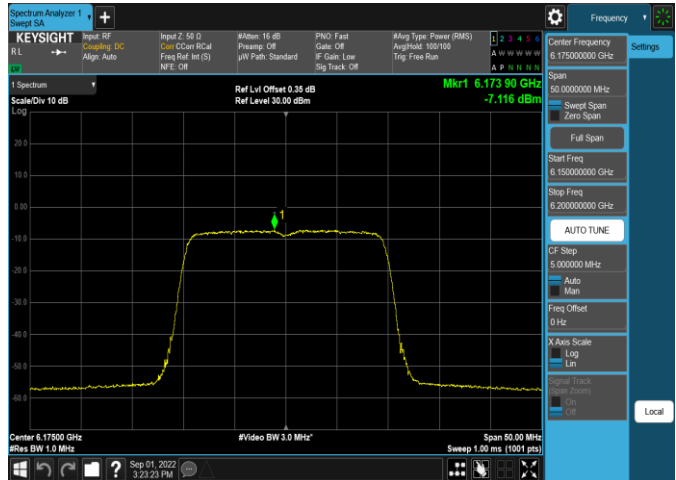 Spectrum Analyzer 1
Swept SA
+
Frequency
KEYSIGHT
RL
Input: RF
Coupling: DC
Align: Auto
Input Z: 50 Ω
Corr CCorr RCal
Freq Ref: Int (S)
NFE: Off
#Atten: 16 dB
Preamp: Off
µW Path: Standard
PNO: Fast
Gate: Off
IF Gain: Low
Sig Track: Off
#Avg Type: Power (RMS)
Avg|Hold: 100/100
Trig: Free Run
1 2 3 4 5 6
A W W W W W
A P N N N N
Center Frequency
6.175000000 GHz
Settings
Span
50.0000000 MHz
Swept Span
Zero Span
Full Span
Start Freq
6.150000000 GHz
Stop Freq
6.200000000 GHz
AUTO TUNE
CF Step
5.000000 MHz
Auto
Man
Freq Offset
0 Hz
X Axis Scale
Log
Lin
Signal Track
(Span Zoom)
On
Off
Local
1 Spectrum
Scale/Div 10 dB
Log
Ref Lvl Offset 0.35 dB
Ref Level 30.00 dBm
Mkr1 6.173 90 GHz
-7.116 dBm
20.0
10.0
0.00
-10.0
-20.0
-30.0
-40.0
-50.0
-60.0
1
Center 6.17500 GHz
#Res BW 1.0 MHz
#Video BW 3.0 MHz*
Span 50.00 MHz
Sweep 1.00 ms (1001 pts)
?
Sep 01, 2022
3:23:23 PM